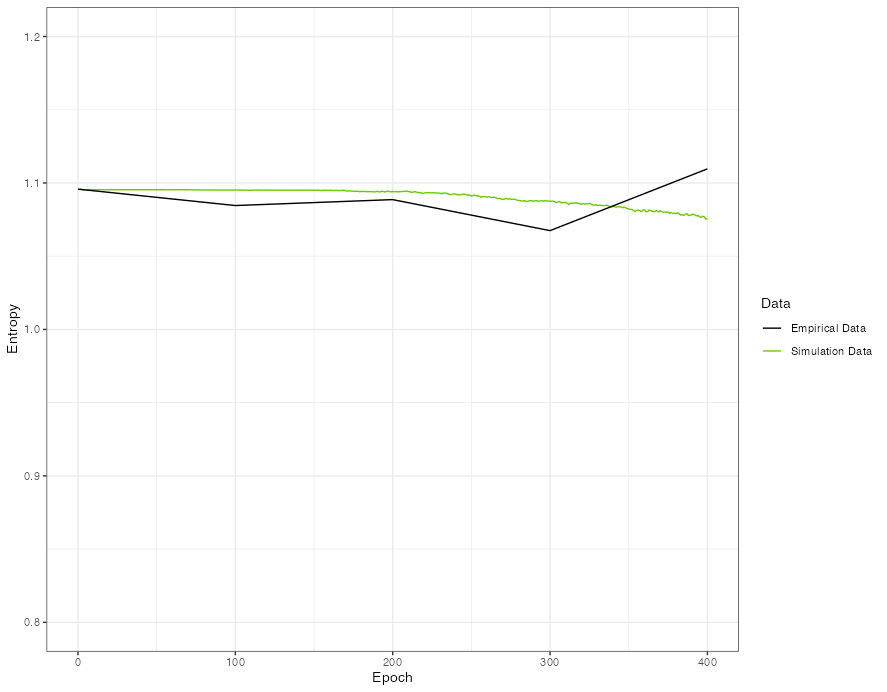 1.2
1.1
1.0
0.9
0.8
Entropy
0 100 200 300 400
Epoch
Data
Empirical Data
Simulation Data